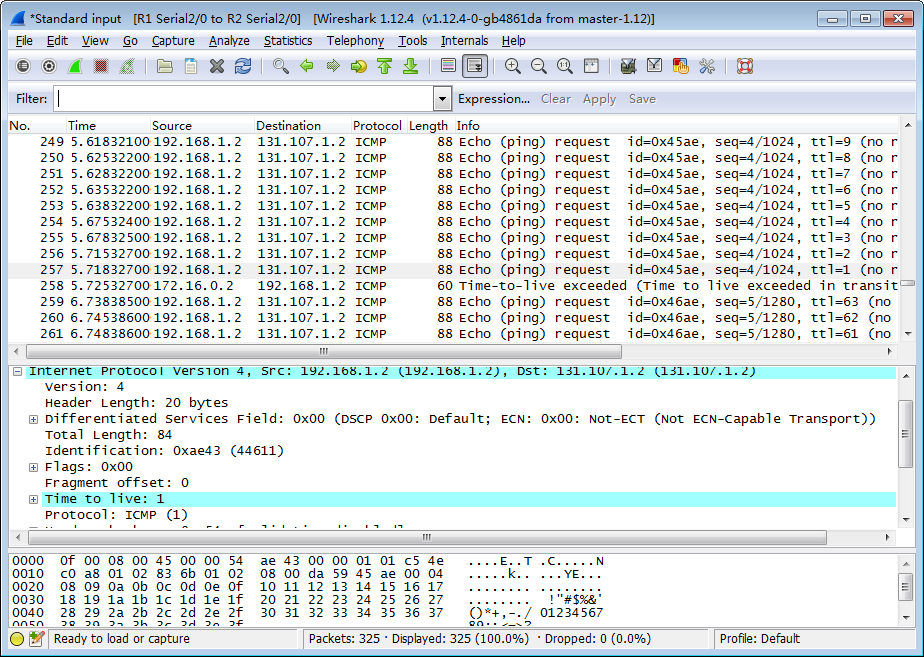 *Standard input [R1 Serial2/0 to R2 Serial2/0] [Wireshark 1.12.4 (v1.12.4-0-gb4861da from master-1.12)]
File Edit View Go Capture Analyze Statistics Telephony Tools Internals Help
Filter: Expression... Clear Apply Save
No. Time Source Destination Protocol Length Info
249 5.61832100 192.168.1.2 131.107.1.2 ICMP 88 Echo (ping) request id=0x45ae, seq=4/1024, ttl=9 (no r
250 5.62532200 192.168.1.2 131.107.1.2 ICMP 88 Echo (ping) request id=0x45ae, seq=4/1024, ttl=8 (no r
251 5.62832200 192.168.1.2 131.107.1.2 ICMP 88 Echo (ping) request id=0x45ae, seq=4/1024, ttl=7 (no r
252 5.63532200 192.168.1.2 131.107.1.2 ICMP 88 Echo (ping) request id=0x45ae, seq=4/1024, ttl=6 (no r
253 5.63832200 192.168.1.2 131.107.1.2 ICMP 88 Echo (ping) request id=0x45ae, seq=4/1024, ttl=5 (no r
254 5.67532400 192.168.1.2 131.107.1.2 ICMP 88 Echo (ping) request id=0x45ae, seq=4/1024, ttl=4 (no r
255 5.67832500 192.168.1.2 131.107.1.2 ICMP 88 Echo (ping) request id=0x45ae, seq=4/1024, ttl=3 (no r
256 5.71532700 192.168.1.2 131.107.1.2 ICMP 88 Echo (ping) request id=0x45ae, seq=4/1024, ttl=2 (no r
257 5.71832700 192.168.1.2 131.107.1.2 ICMP 88 Echo (ping) request id=0x45ae, seq=4/1024, ttl=1 (no r
258 5.72532700 172.16.0.2 192.168.1.2 ICMP 60 Time-to-live exceeded (Time to live exceeded in transit
259 6.73838500 192.168.1.2 131.107.1.2 ICMP 88 Echo (ping) request id=0x46ae, seq=5/1280, ttl=63 (no
260 6.74538600 192.168.1.2 131.107.1.2 ICMP 88 Echo (ping) request id=0x46ae, seq=5/1280, ttl=62 (no
261 6.74838600 192.168.1.2 131.107.1.2 ICMP 88 Echo (ping) request id=0x46ae, seq=5/1280, ttl=61 (no
Internet Protocol Version 4, Src: 192.168.1.2 (192.168.1.2), Dst: 131.107.1.2 (131.107.1.2)
Version: 4
Header Length: 20 bytes
Differentiated Services Field: 0x00 (DSCP 0x00: Default; ECN: 0x00: Not-ECT (Not ECN-Capable Transport))
Total Length: 84
Identification: 0xae43 (44611)
Flags: 0x00
Fragment offset: 0
Time to live: 1
Protocol: ICMP (1)
0000 0f 00 08 00 45 00 00 54 ae 43 00 00 01 01 c5 4e ....E..T .C.....N
0010 c0 a8 01 02 83 6b 01 02 08 00 da 59 45 ae 00 04 .....k.. ...YE...
0020 08 09 0a 0b 0c 0d 0e 0f 10 11 12 13 14 15 16 17 ........ ........
0030 18 19 1a 1b 1c 1d 1e 1f 20 21 22 23 24 25 26 27 ........ !"#$%&'
0040 28 29 2a 2b 2c 2d 2e 2f 30 31 32 33 34 35 36 37 ()*+,-./ 01234567
0050 38 39 3a 3b 3c 3d 3e 3f 89:;<=>?
Ready to load or capture Packets: 325 · Displayed: 325 (100.0%) · Dropped: 0 (0.0%) Profile: Default